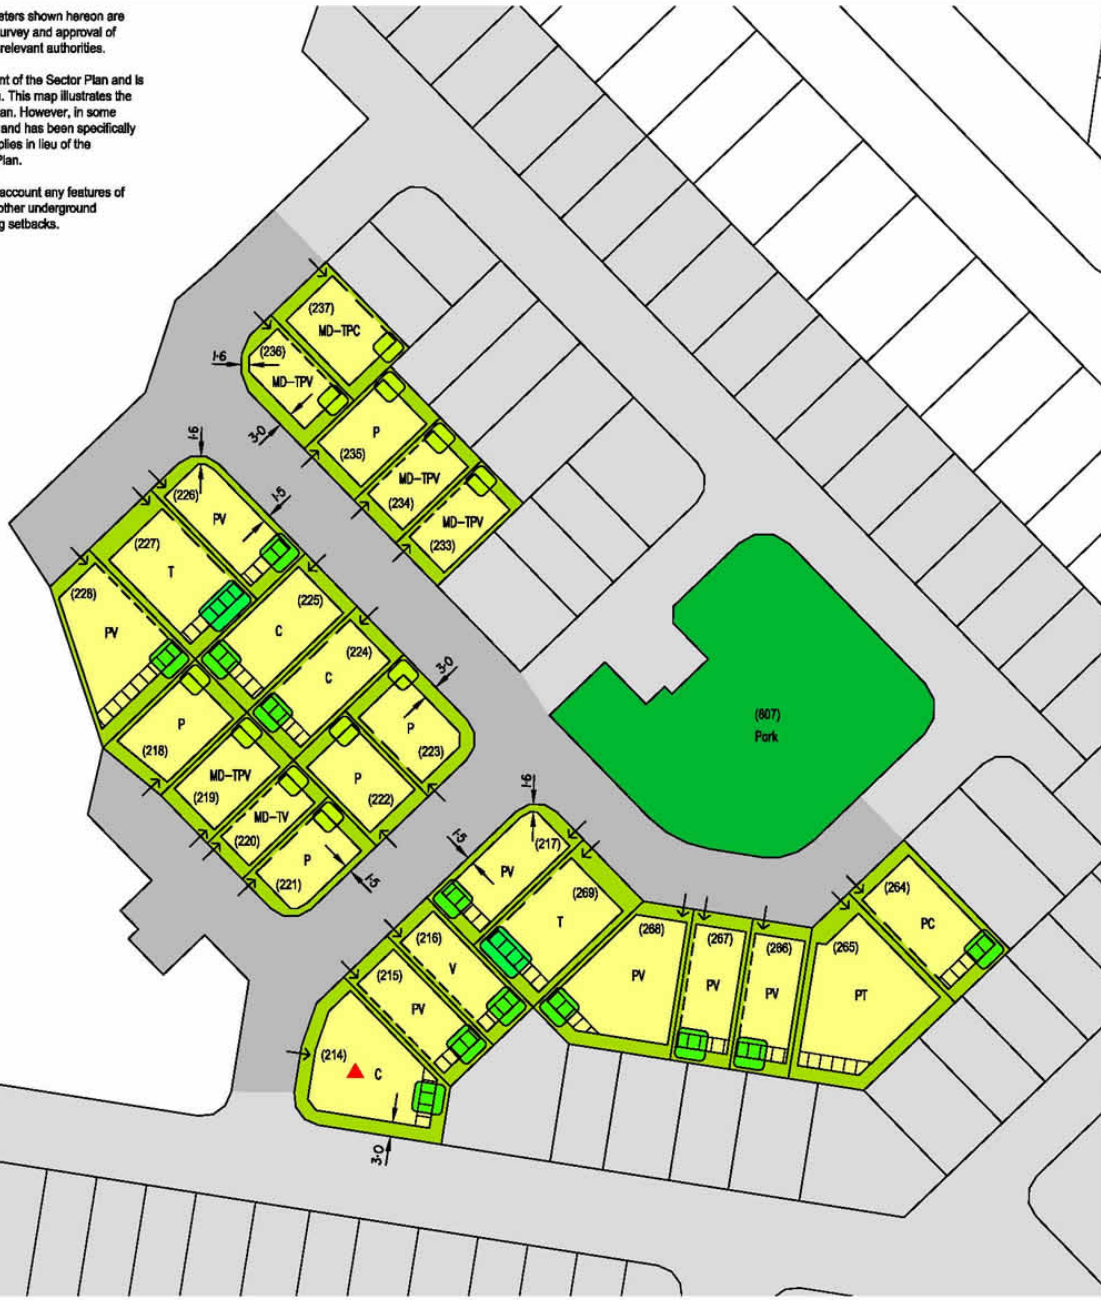 eters shown hereon are
urvey and approval of
relevant authorities.
nt of the Sector Plan and is
. This map illustrates the
an. However, in some
and has been specifically
plies in lieu of the
Plan.
account any features of
other underground
g setbacks.
(237)
MD-TPC
(236)
MD-TPV
1·6
3·0
P
(235)
MD-TPV
(234)
MD-TPV
(233)
1·6
(226)
PV
1·5
(227)
T
(228)
PV
(225)
C
(224)
C
3·0
P
(223)
P
(218)
MD-TPV
(219)
MD-TV
(220)
P
(221)
P
(222)
1·5
(607)
Park
1·6
1·5
(217)
PV
(269)
T
(216)
V
(215)
PV
(214)
C
3·0
(268)
PV
(267)
PV
(266)
PV
(265)
PT
(264)
PC